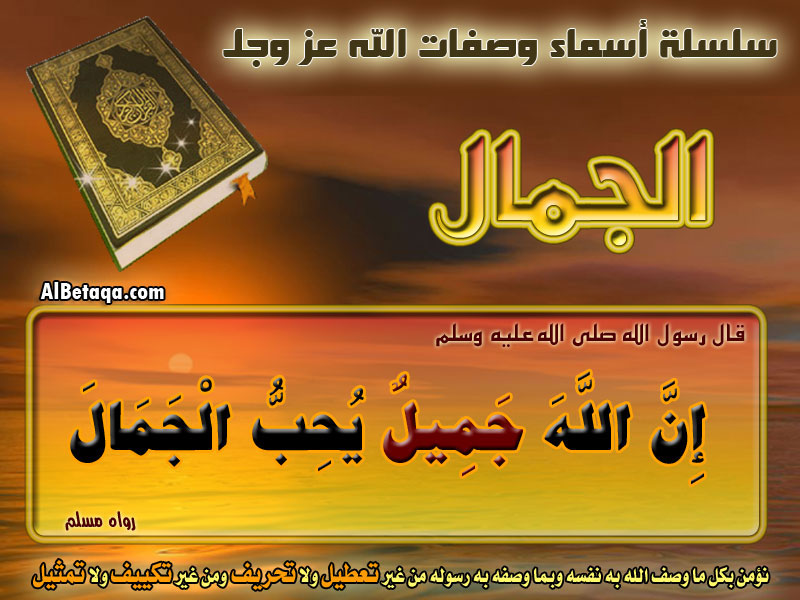 سلسلة أسماء وصفات الله عز وجل
الجمال
AlBetaqa.com
قال رسول الله صلى الله عليه وسلم
إِنَّ اللَّهَ جَمِيلٌ يُحِبُّ الْجَمَالَ
رواه مسلم
نؤمن بكل ما وصف الله به نفسه وبما وصفه به رسوله من غير تعطيل ولا تحريف ومن غير تكييف ولا تمثيل